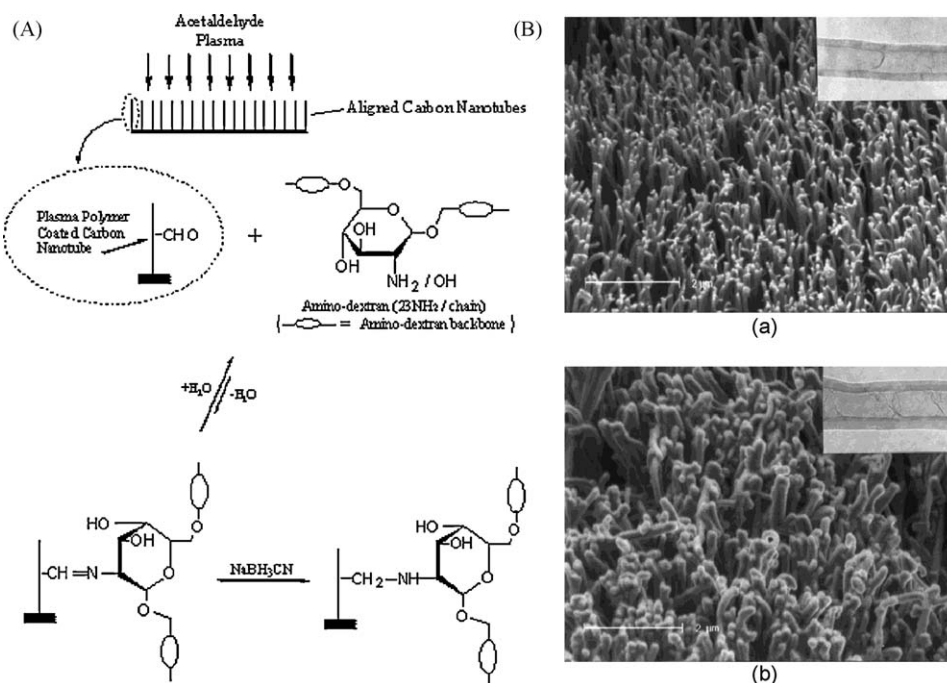 (A)
Acetaldehyde
Plasma
Aligned Carbon Nanotubes
Plasma Polymer
Coated Carbon
Nanotube
CHO
+
O
O
OH
HO
OH
O
NH2 / OH
Amino-dextran (23NH2 / chain)
{ = Amino-dextran backbone }
+H2O
-H2O
HO
OH
O
CH=N
O
O
NaBH3CN
HO
OH
O
CH2-NH
O
O
(B)
2 μm
(a)
2 μm
(b)